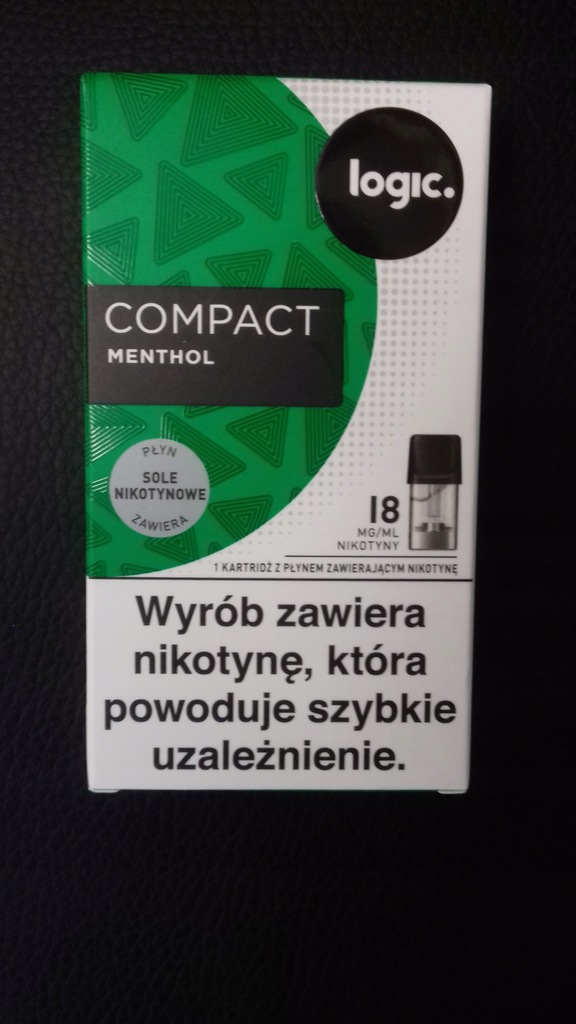 logic.
COMPACT
MENTHOL
PŁYN
SOLE
NIKOTYNOWE
ZAWIERA
18
MG/ML
NIKOTYNY
1 KARTRIDŻ Z PŁYNEM ZAWIERAJĄCYM NIKOTYNĘ
Wyrób zawiera
nikotynę, która
powoduje szybkie
uzależnienie.